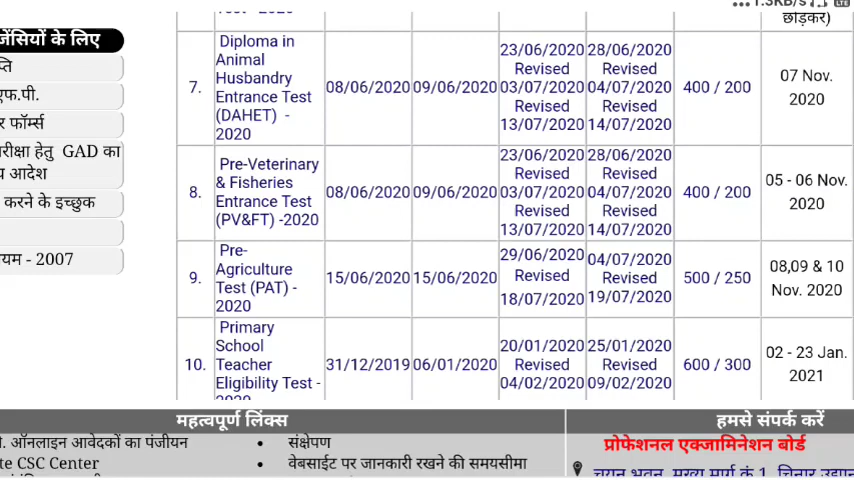 1.3KB/s
LTE
छोड़कर)
जेंसियों के लिए
प्ति
एफ.पी.
र फॉर्म्स
रीक्षा हेतु GAD का
य आदेश
करने के इच्छुक
यम - 2007
7.
Diploma in
Animal
Husbandry
Entrance Test
(DAHET) -
2020
08/06/2020
09/06/2020
23/06/2020
Revised
03/07/2020
Revised
13/07/2020
28/06/2020
Revised
04/07/2020
Revised
14/07/2020
400 / 200
07 Nov.
2020
8.
Pre-Veterinary
& Fisheries
Entrance Test
(PV&FT) -2020
08/06/2020
09/06/2020
23/06/2020
Revised
03/07/2020
Revised
13/07/2020
28/06/2020
Revised
04/07/2020
Revised
14/07/2020
400 / 200
05 - 06 Nov.
2020
9.
Pre-
Agriculture
Test (PAT) -
2020
15/06/2020
15/06/2020
29/06/2020
Revised
18/07/2020
04/07/2020
Revised
19/07/2020
500 / 250
08,09 & 10
Nov. 2020
10.
Primary
School
Teacher
Eligibility Test -
31/12/2019
06/01/2020
20/01/2020
Revised
04/02/2020
25/01/2020
Revised
09/02/2020
600 / 300
02 - 23 Jan.
2021
महत्वपूर्ण लिंक्स
हमसे संपर्क करें
ऑनलाइन आवेदकों का पंजीयन
te CSC Center
• संक्षेपण
• वेबसाईट पर जानकारी रखने की समयसीमा
प्रोफेशनल एक्जामिनेशन बोर्ड
चयन भवन, मुख्य मार्ग क्रं.1, चिनार